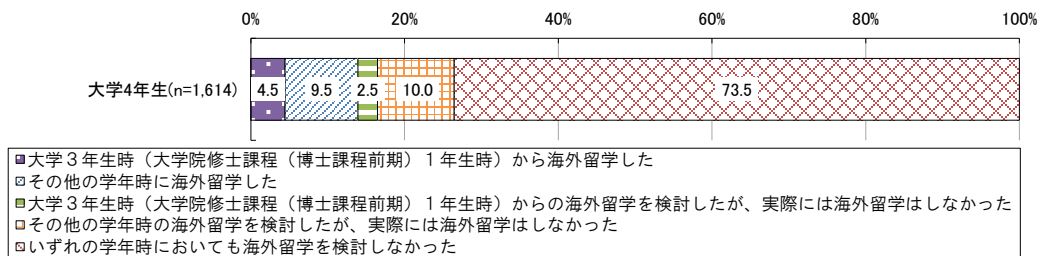 0% 20% 40% 60% 80% 100%
大学4年生(n=1,614) 4.5 9.5 2.5 10.0 73.5
大学３年生時（大学院修士課程（博士課程前期）１年生時）から海外留学した
その他の学年時に海外留学した
大学３年生時（大学院修士課程（博士課程前期）１年生時）からの海外留学を検討したが、実際には海外留学はしなかった
その他の学年時の海外留学を検討したが、実際には海外留学はしなかった
いずれの学年時においても海外留学を検討しなかった